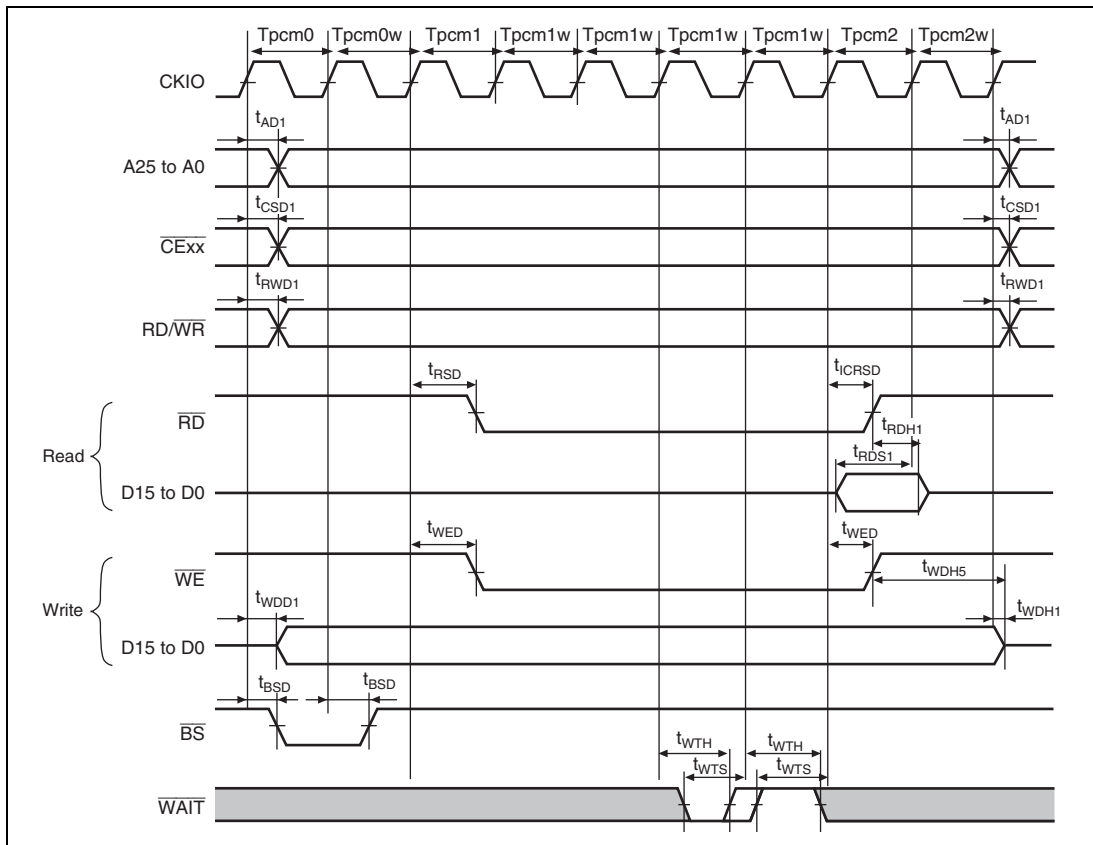 Tpcm0 Tpcm0w Tpcm1 Tpcm1w Tpcm1w Tpcm1w Tpcm1w Tpcm2 Tpcm2w
CKIO
tAD1 tAD1
A25 to A0
tCSD1 tCSD1
CExx
tRWD1 tRWD1
RD/WR
tRSD tICRSD
RD
tRDH1
Read
tRDS1
D15 to D0
tWED tWED
WE
tWDH5
Write
tWDD1 tWDH1
D15 to D0
tBSD tBSD
BS
tWTH tWTH
tWTS tWTS
WAIT